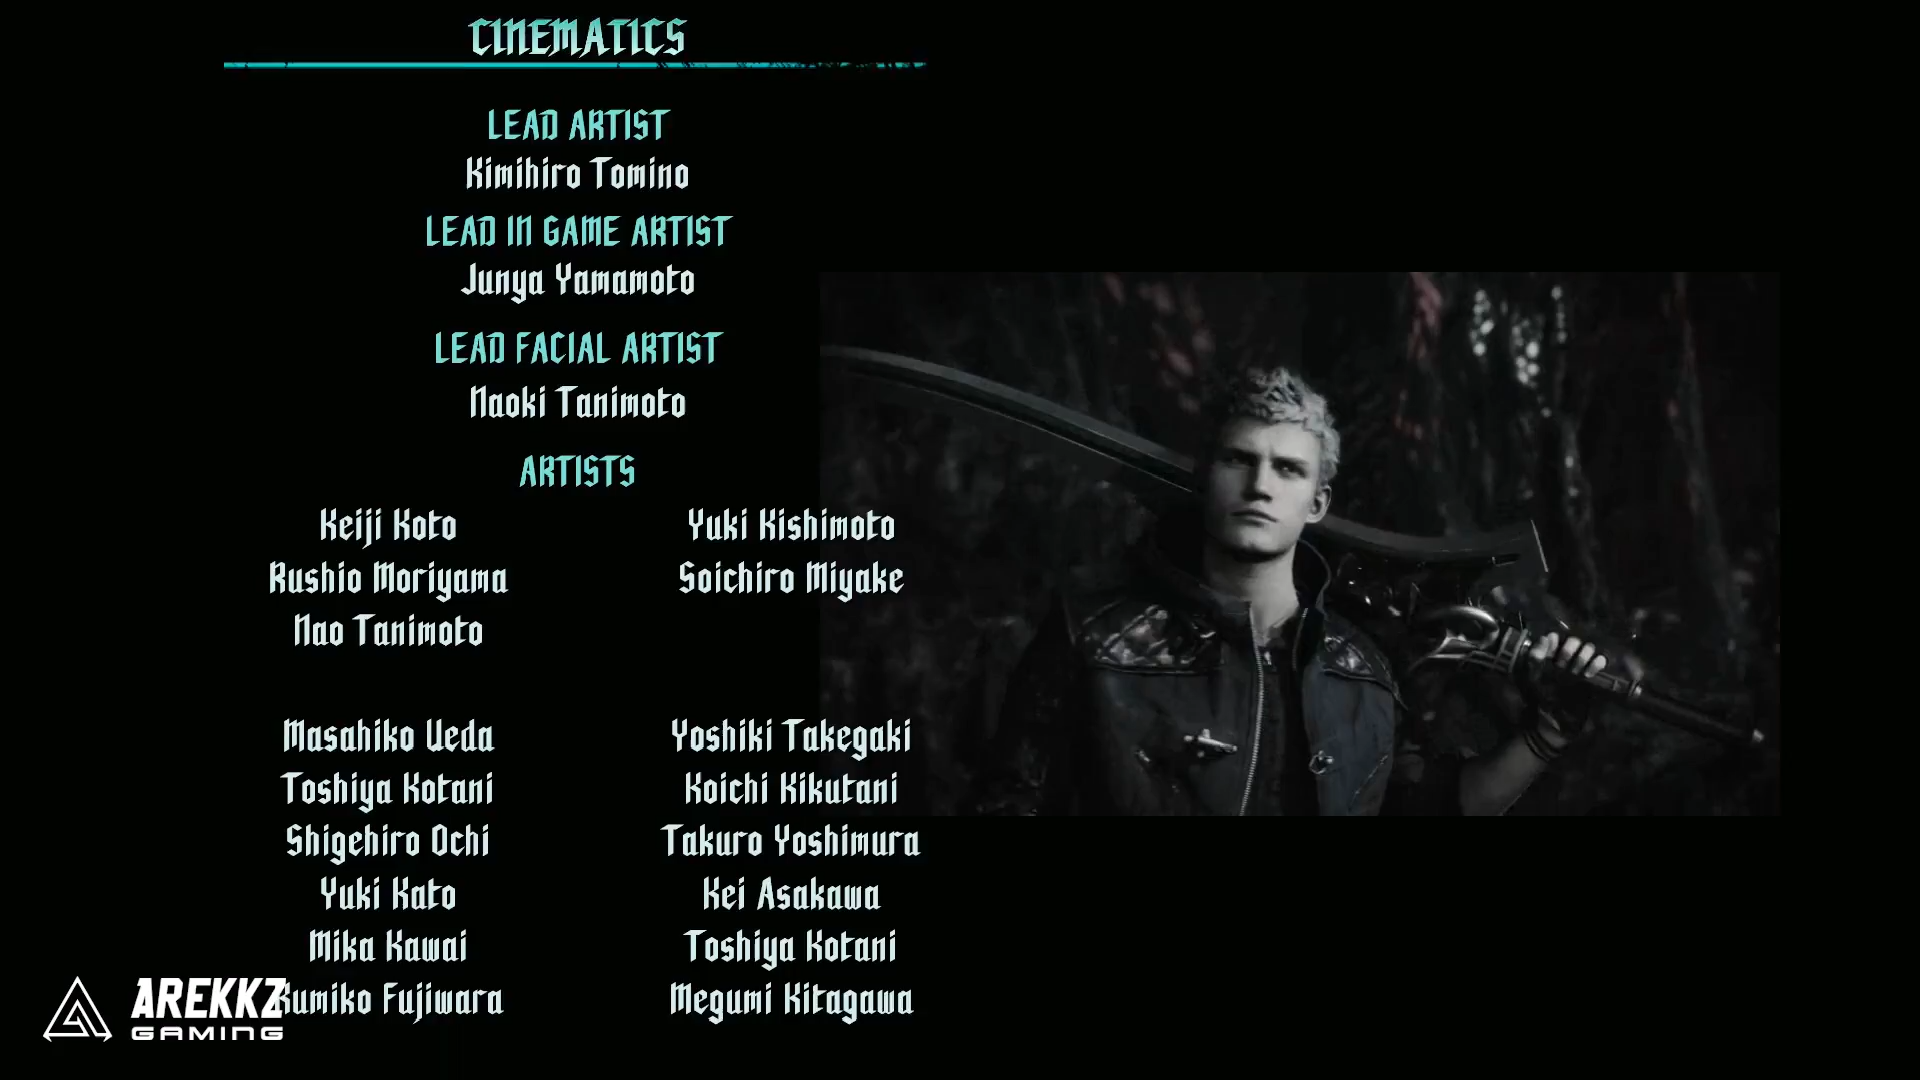 CINEMATICS
LEAD ARTIST
Kimihiro Tomino
LEAD IN GAME ARTIST
Junya Yamamoto
LEAD FACIAL ARTIST
Naoki Tanimoto
ARTISTS
Keiji Koto Yuki Kishimoto
Rushio Moriyama Soichiro Miyake
Nao Tanimoto
Masahiko Ueda Yoshiki Takegaki
Toshiya Kotani Koichi Kikutani
Shigehiro Ochi Takuro Yoshimura
Yuki Kato Kei Asakawa
Mika Kawai Toshiya Kotani
Fujiwara Megumi Kitagawa
AREKKZ
GAMING